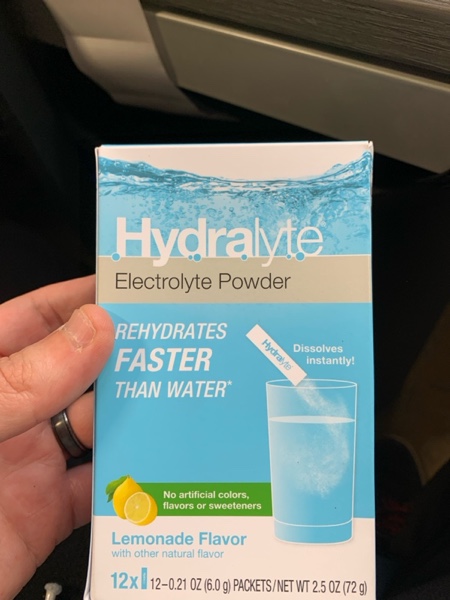 Hydralyte
Electrolyte Powder
REHYDRATES
FASTER
THAN WATER*
Hydralyte
Dissolves
instantly!
No artificial colors,
flavors or sweeteners
Lemonade Flavor
with other natural flavor
12x 12–0.21 OZ (6.0 g) PACKETS/NET WT 2.5 OZ (72 g)